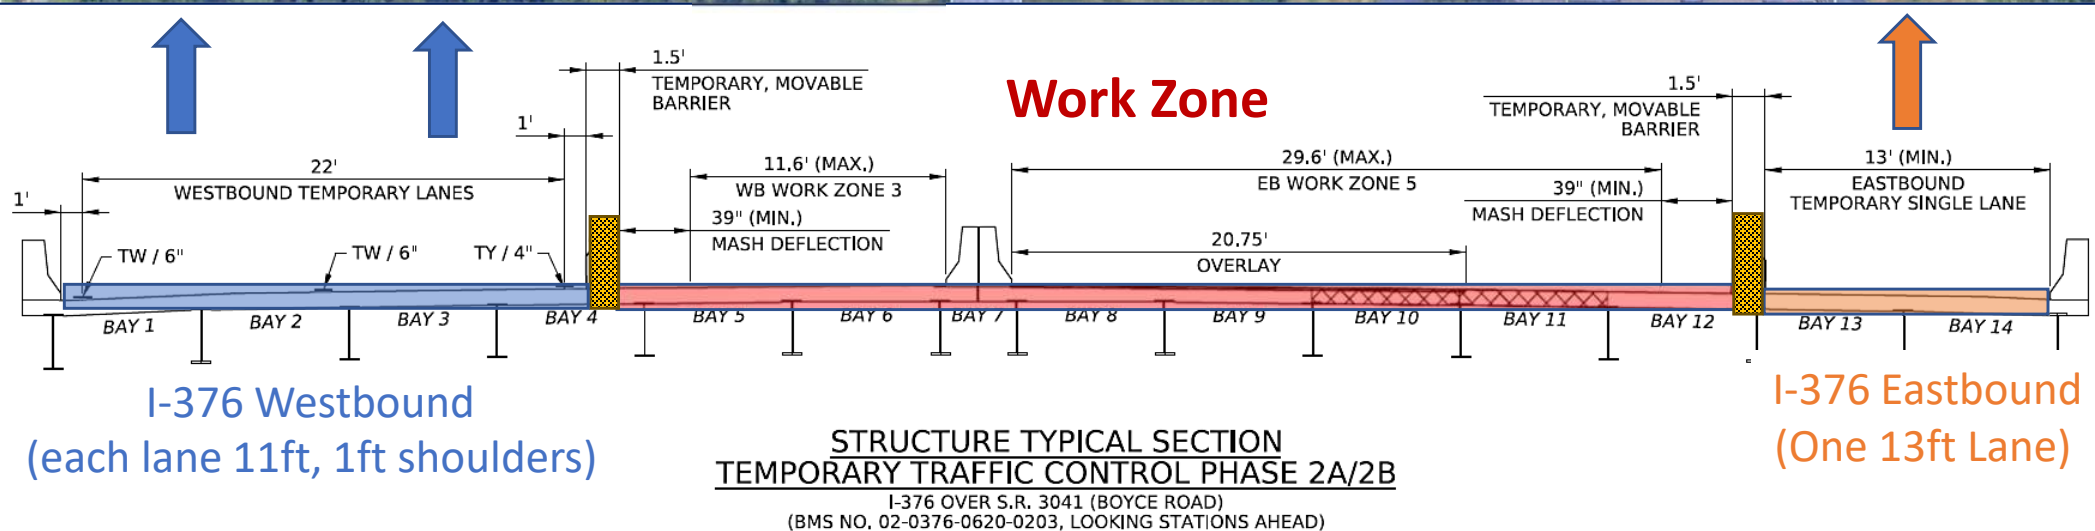 1.5'
TEMPORARY, MOVABLE
BARRIER
Work Zone
1.5'
TEMPORARY, MOVABLE
BARRIER
1'
22'
WESTBOUND TEMPORARY LANES
1'
11.6' (MAX.)
WB WORK ZONE 3
29.6' (MAX.)
EB WORK ZONE 5
13' (MIN.)
EASTBOUND
TEMPORARY SINGLE LANE
39" (MIN.)
MASH DEFLECTION
39" (MIN.)
MASH DEFLECTION
20.75'
OVERLAY
TW / 6"
TW / 6"
TY / 4"
BAY 1
BAY 2
BAY 3
BAY 4
BAY 5
BAY 6
BAY 7
BAY 8
BAY 9
BAY 10
BAY 11
BAY 12
BAY 13
BAY 14
I-376 Westbound
(each lane 11ft, 1ft shoulders)
I-376 Eastbound
(One 13ft Lane)
STRUCTURE TYPICAL SECTION
TEMPORARY TRAFFIC CONTROL PHASE 2A/2B
I-376 OVER S.R. 3041 (BOYCE ROAD)
(BMS NO. 02-0376-0620-0203, LOOKING STATIONS AHEAD)